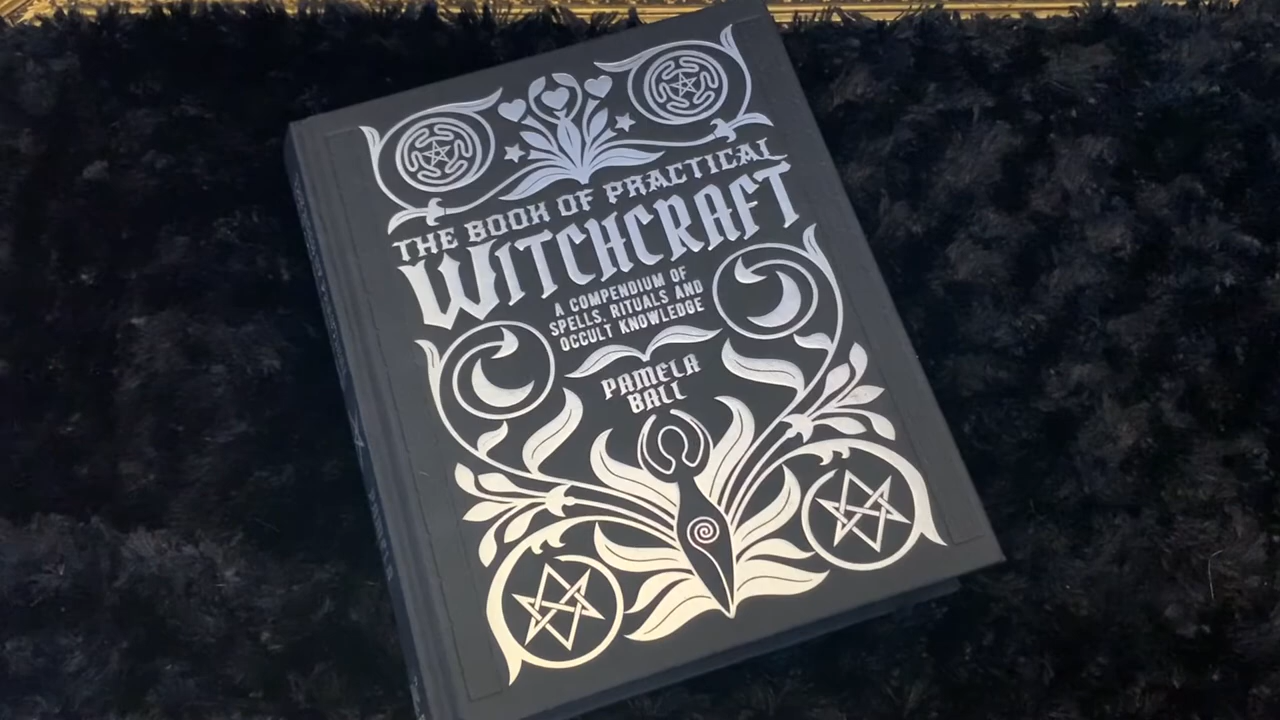 THE BOOK OF PRACTICAL
WITCHCRAFT
A COMPENDIUM OF
SPELLS, RITUALS AND
OCCULT KNOWLEDGE
PAMELA
BALL